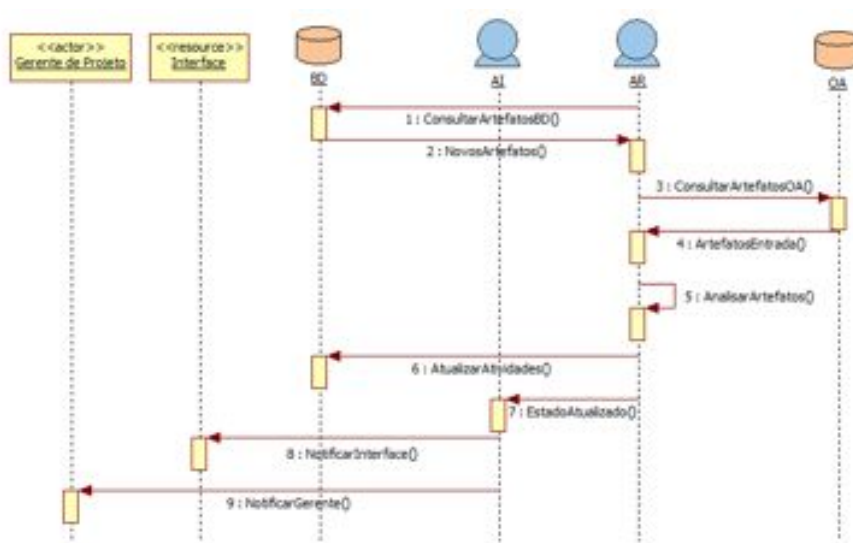 <<actor>>
Gerente de Projeto
<<resource>>
Interface
BD
AI
AR
OA
1 : ConsultarArtefatosBD()
2 : NovosArtefatos()
3 : ConsultarArtefatosOA()
4 : ArtefatosEntrada()
5 : AnalisarArtefatos()
6 : AtualizarAtividades()
7 : EstadoAtualizado()
8 : NotificarInterface()
9 : NotificarGerente()